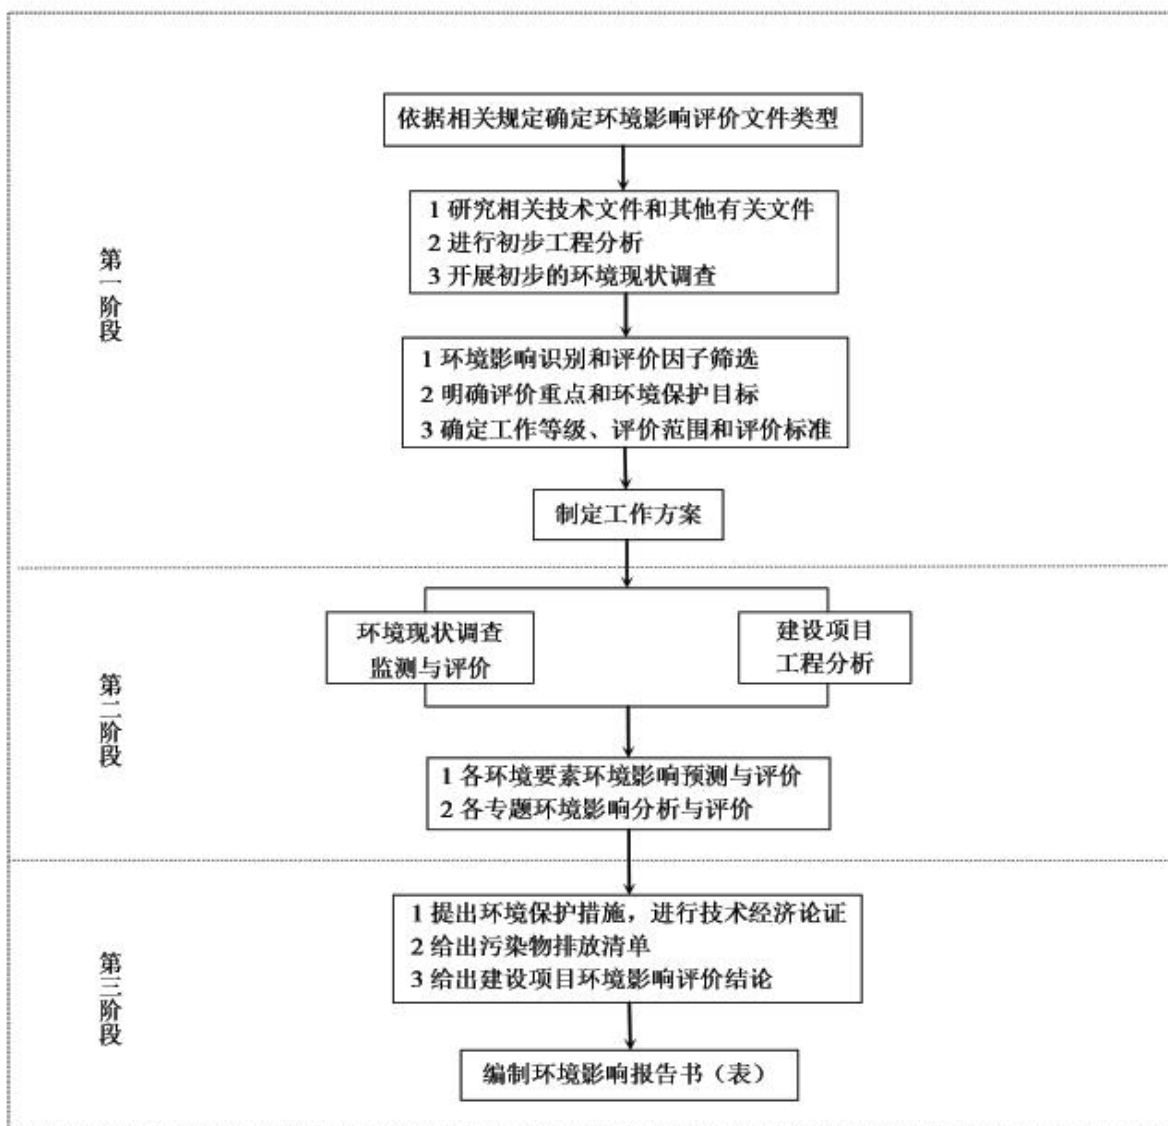 依据相关规定确定环境影响评价文件类型
1 研究相关技术文件和其他有关文件
2 进行初步工程分析
3 开展初步的环境现状调查
第一阶段
1 环境影响识别和评价因子筛选
2 明确评价重点和环境保护目标
3 确定工作等级、评价范围和评价标准
制定工作方案
环境现状调查
监测与评价
建设项目
工程分析
第二阶段
1 各环境要素环境影响预测与评价
2 各专题环境影响分析与评价
1 提出环境保护措施，进行技术经济论证
2 给出污染物排放清单
3 给出建设项目环境影响评价结论
第三阶段
编制环境影响报告书（表）